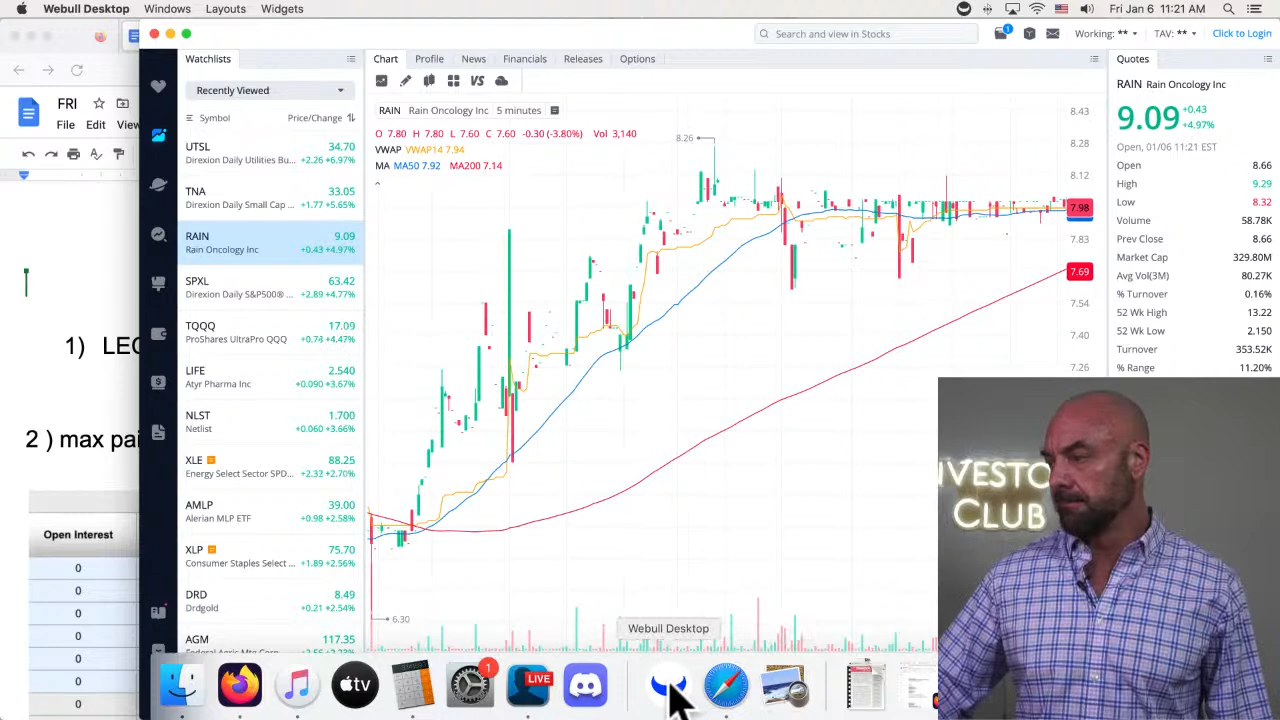 Webull Desktop Windows Layouts Widgets
Fri Jan 6 11:21 AM
Search and view in Stocks
1
Working: **
TAV: **
Click to Login
FRI
File Edit View
1) LEC
2 ) max pai
Open Interest
0
0
0
0
0
0
Watchlists
Recently Viewed
Symbol Price/Change
UTSL 34.70
Direxion Daily Utilities Bu... +2.26 +6.97%
TNA 33.05
Direxion Daily Small Cap ... +1.77 +5.65%
RAIN 9.09
Rain Oncology Inc +0.43 +4.97%
SPXL 63.42
Direxion Daily S&P500® ... +2.89 +4.77%
TQQQ 17.09
ProShares UltraPro QQQ +0.74 +4.47%
LIFE 2.540
Atyr Pharma Inc +0.090 +3.67%
NLST 1.700
Netlist +0.060 +3.66%
XLE 88.25
Energy Select Sector SPD... +2.33 +2.70%
AMLP 39.00
Alerian MLP ETF +0.98 +2.58%
XLP 75.70
Consumer Staples Select ... +1.89 +2.56%
DRD 8.49
Drdgold +0.21 +2.54%
AGM 117.35
Chart Profile News Financials Releases Options
VS
RAIN Rain Oncology Inc 5 minutes
O 7.80 H 7.80 L 7.60 C 7.60 -0.30 (-3.80%) Vol 3,140
VWAP VWAP14 7.94
MA MA50 7.92 MA200 7.14
8.26
6.30
8.43
8.28
8.12
7.98
7.83
7.69
7.54
7.40
7.26
Quotes
RAIN Rain Oncology Inc
9.09 +0.43
+4.97%
Open, 01/06 11:21 EST
Open 8.66
High 9.29
Low 8.32
Volume 58.78K
Prev Close 8.66
Market Cap 329.80M
Avg Vol(3M) 80.27K
% Turnover 0.16%
52 Wk High 13.22
52 Wk Low 2.150
Turnover 353.52K
% Range 11.20%
NVESTO
CLUB
Webull Desktop
tv
1
LIVE